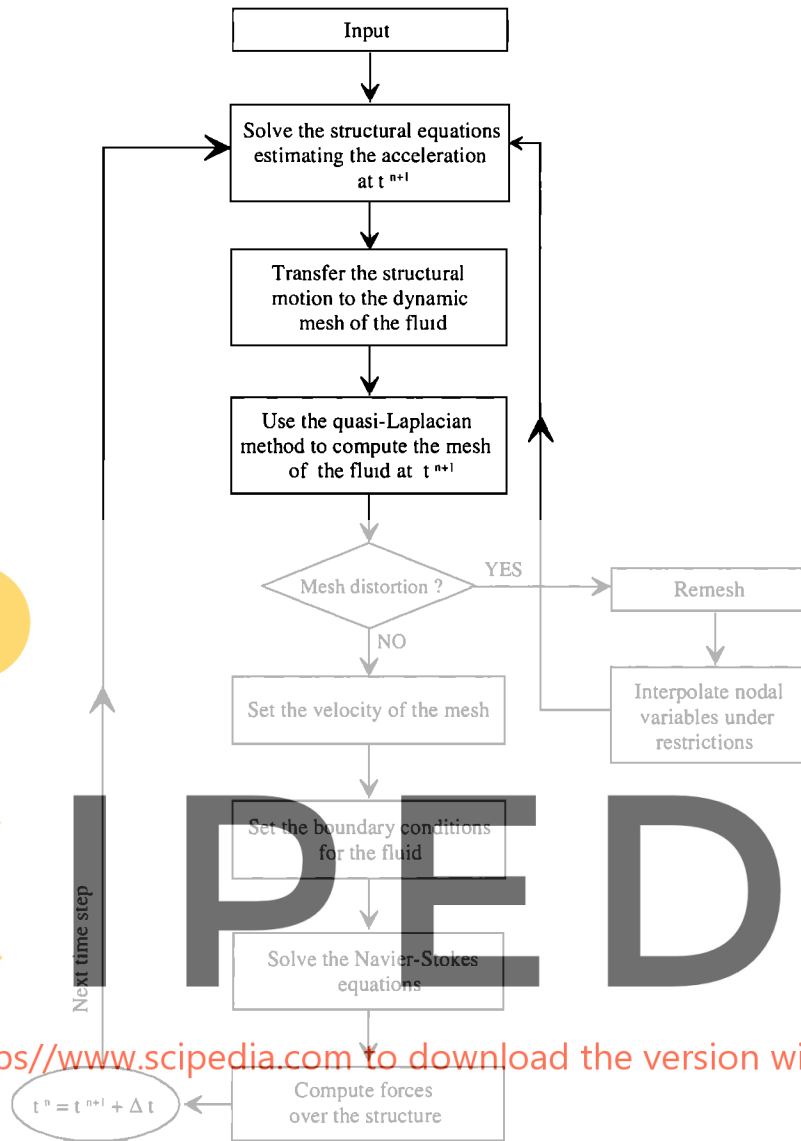 Input
Solve the structural equations
estimating the acceleration
at t n+1
Transfer the structural
motion to the dynamic
mesh of the fluid
Use the quasi-Laplacian
method to compute the mesh
of the fluid at t n+1
Mesh distortion ?
YES
Remesh
NO
Interpolate nodal
variables under
restrictions
Set the velocity of the mesh
Set the boundary conditions
for the fluid
IPED
Next time step
Solve the Navier-Stokes
equations
ps//www.scipedia.com to download the version wi
Compute forces
over the structure
t n = t n+1 + Δ t